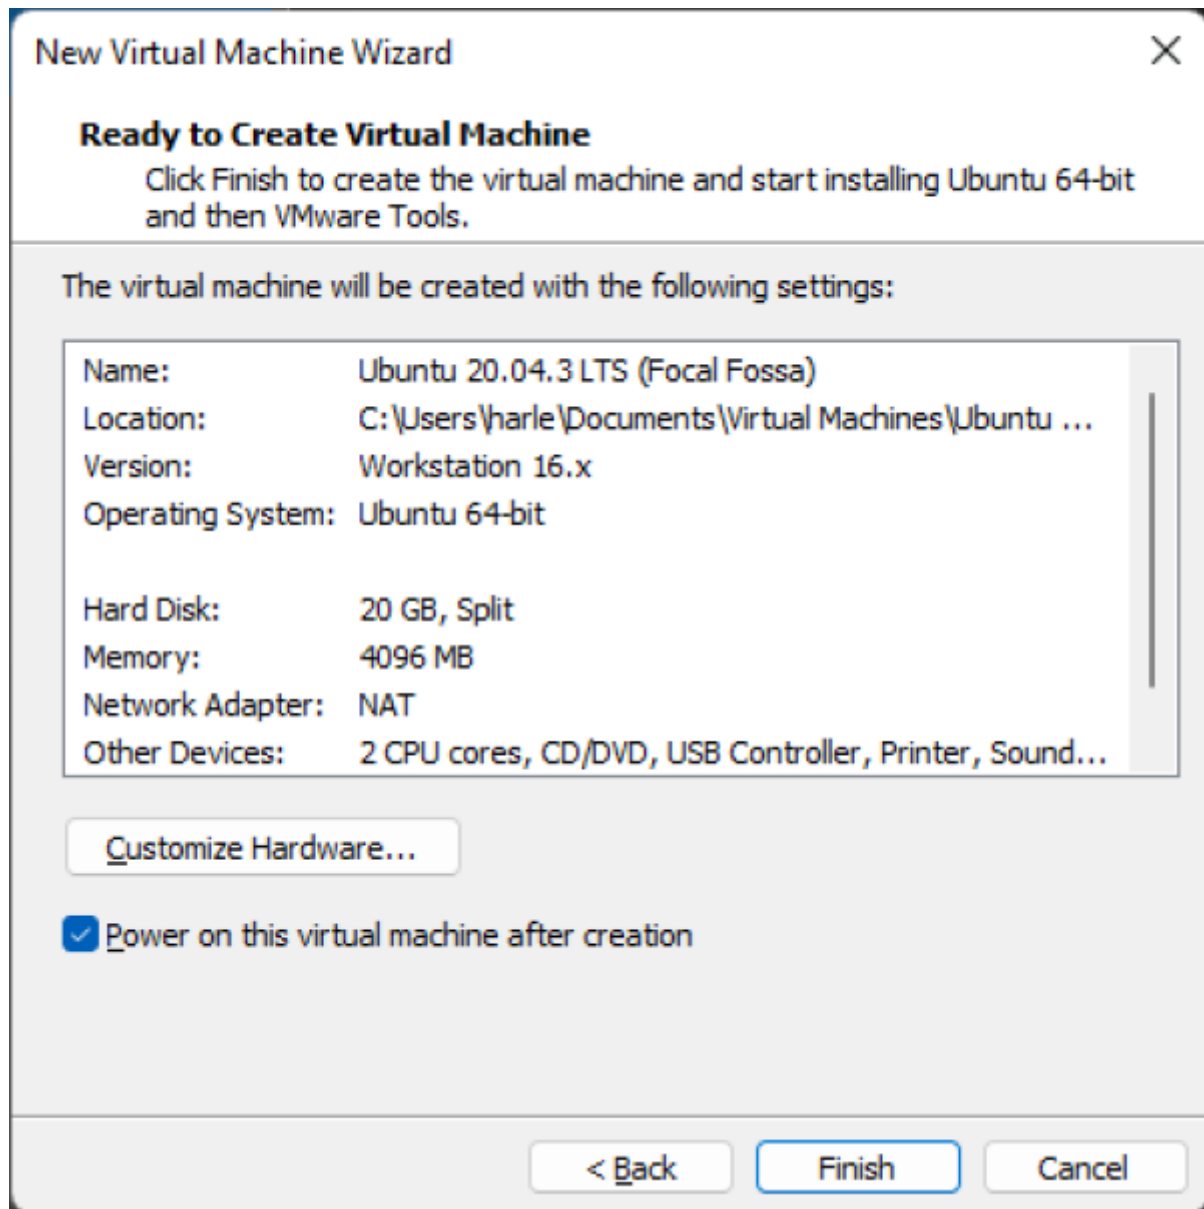 New Virtual Machine Wizard
Ready to Create Virtual Machine
Click Finish to create the virtual machine and start installing Ubuntu 64-bit
and then VMware Tools.
The virtual machine will be created with the following settings:
Name: Ubuntu 20.04.3 LTS (Focal Fossa)
Location: C:\Users\harle\Documents\Virtual Machines\Ubuntu ...
Version: Workstation 16.x
Operating System: Ubuntu 64-bit
Hard Disk: 20 GB, Split
Memory: 4096 MB
Network Adapter: NAT
Other Devices: 2 CPU cores, CD/DVD, USB Controller, Printer, Sound...
Customize Hardware...
Power on this virtual machine after creation
< Back Finish Cancel